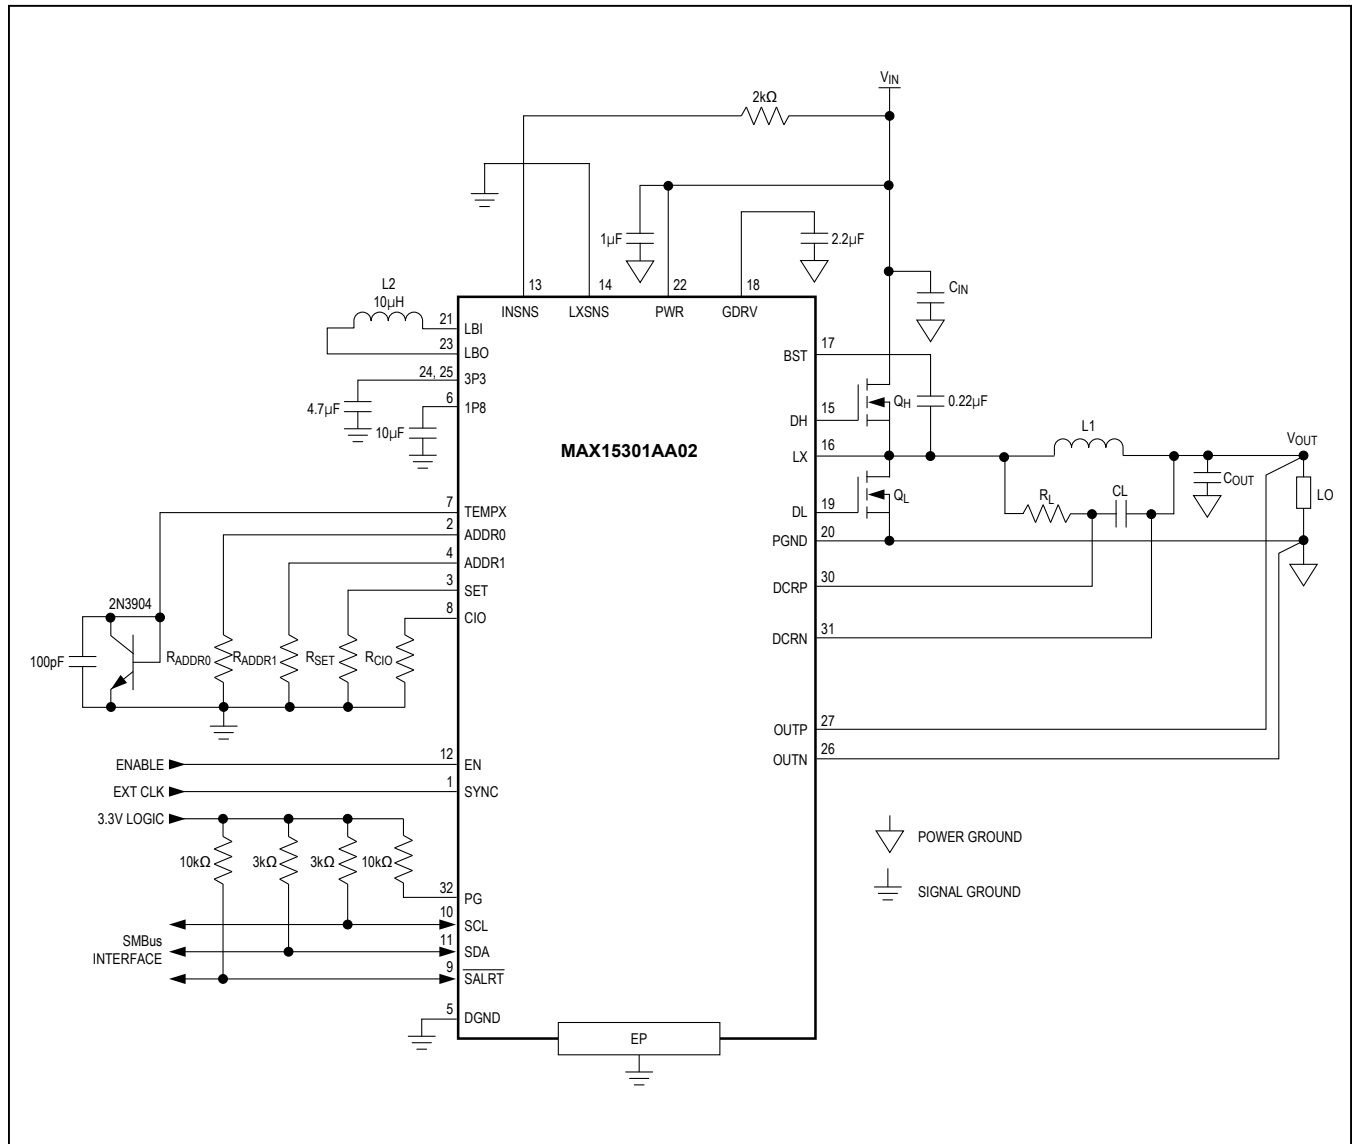 VIN
2kΩ
1µF
2.2µF
13
14
22
18
CIN
L2
10µH
INSNS
LXSNS
PWR
GDRV
21
LBI
23
LBO
17
BST
24, 25
3P3
4.7µF
6
1P8
10µF
QH
0.22µF
15
DH
L1
MAX15301AA02
16
LX
VOUT
COUT
RL
CL
LO
QL
19
DL
7
TEMPX
2
ADDR0
20
PGND
4
ADDR1
30
DCRP
3
SET
2N3904
8
CIO
31
DCRN
100pF
RADDR0
RADDR1
RSET
RCIO
27
OUTP
26
OUTN
ENABLE
12
EN
EXT CLK
1
SYNC
3.3V LOGIC
10kΩ
3kΩ
3kΩ
10kΩ
POWER GROUND
32
PG
SIGNAL GROUND
10
SCL
SMBus
INTERFACE
11
SDA
9
SALRT
5
DGND
EP